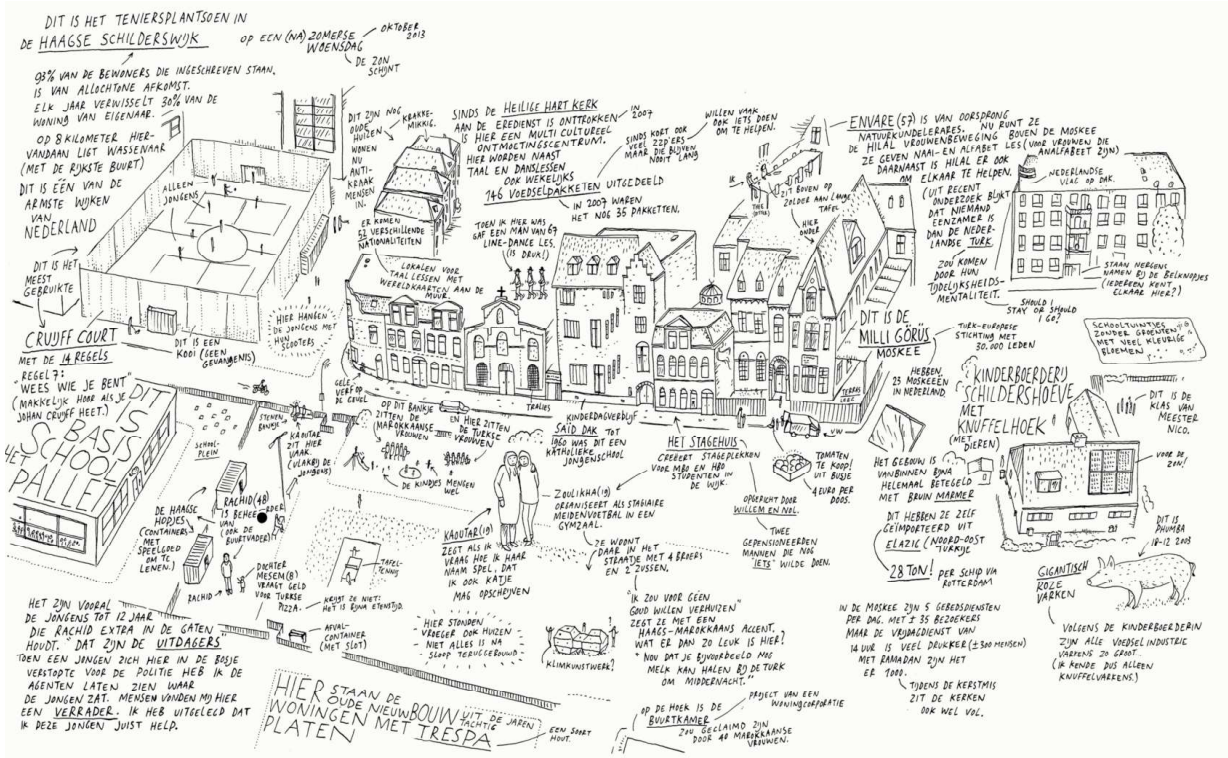 DIT IS HET TENIERSPLANTSOEN IN
DE HAAGSE SCHILDERSWIJK
OP EEN (NA) ZOMERSE
WOENSDAG
OKTOBER
2013
DE ZON
SCHIJNT
93% VAN DE BEWONERS DIE INGESCHREVEN STAAN.
IS VAN ALLOCHTONE AFKOMST.
ELK JAAR VERWISSELT 30% VAN DE
WONING VAN EIGENAAR.
OP 8 KILOMETER HIER-
VANDAAN LIGT WASSENAAR
(MET DE RIJKSTE BUURT)
DIT IS ÉÉN VAN DE
ARMSTE WIJKEN
VAN
NEDERLAND
ALLEEN
JONGENS
DIT IS HET
MEEST
GEBRUIKTE
CRUIJFF COURT
MET DE 14 REGELS
REGEL 7:
"WEES WIE JE BENT"
(MAKKELIJK HOOR ALS JE
JOHAN CRUIJFF HEET.)
DIT IS EEN
KOOI (GEEN
GEVANGENIS)
HIER HANGEN
DE JONGENS MET
HUN
SCOOTERS
DIT ZIJN NOG
OUDE
HUIZEN
WONEN
NU
ANTI-
KRAAK
MENSEN
IN.
KRAKKE-
MIKKIG.
SINDS DE HEILIGE HART KERK
AAN DE EREDIENST IS ONTTROKKEN
IN
2007
IS HIER EEN MULTI CULTUREEL
ONTMOETINGSCENTRUM.
HIER WORDEN NAAST
TAAL EN DANSLESSEN
OOK WEKELIJKS
146 VOEDSELPAKKETEN UITGEDEELD
IN 2007 WAREN
HET NOG 35 PAKKETTEN.
ER KOMEN
52 VERSCHILLENDE
NATIONALITEITEN
TOEN IK HIER WAS,
GAF EEN MAN VAN 67
LINE-DANCE LES.
(IS DRUK!)
LOKALEN VOOR
TAAL LESSEN MET
WERELDKAARTEN AAN DE
MUUR.
SINDS KORT OOK
VEEL ZZP'ERS
MAAR DIE BLIJVEN
NOOIT LANG
WILLEN VAAK
OOK IETS DOEN
OM TE HELPEN.
IK
THEE
DIT BOVEN OP
ZOLDER AAN LANGE
TAFEL
HIER
ONDER
ENVARE (57) IS VAN OORSPRONG
NATUURKUNDELERARES. NU RUNT ZE
DE HILAL VROUWENBEWEGING BOVEN DE MOSKEE
ZE GEVEN NAAI- EN ALFABET LES (VOOR VROUWEN DIE
ANALFABEET ZIJN)
DAARNAAST IS HILAL ER OOK
OM ELKAAR TE HELPEN.
(UIT RECENT
ONDERZOEK BLIJKT
DAT NIEMAND
EENZAMER IS
DAN DE NEDER-
LANDSE TURK.
ZOU KOMEN
DOOR HUN
TIJDELIJKSHEIDS-
MENTALITEIT.
NEDERLANDSE
VLAG OP DAK.
STAAN NERGENS
NAMEN BIJ DE BELKNOPJES
(IEDEREEN KENT
ELKAAR HIER?)
SHOULD I
STAY OR SHOULD
I GO?
DIT IS DE
MILLI GÖRÜS
MOSKEE
TURK-EUROPESE
STICHTING MET
30.000 LEDEN
HEBBEN
23 MOSKEEËN
IN NEDERLAND.
SCHOOLTUINTJES
ZONDER GROENTEN
MET VEEL KLEURIGE
BLOEMEN
KINDERBOERDERIJ
SCHILDERSHOEVE
MET
KNUFFELHOEK
(MET
DIEREN)
DIT IS
DE
KLAS VAN
MEESTER
NICO.
VOOR DE
ZON!
GELE
VERF OP
DE GEVEL
TRALIES
TERRAS
VW
STENEN
BANKJE
KAOUTAR
ZIT HIER
VAAK.
(VLAKBIJ DE
JONGENS)
OP DIT BANKJE
ZITTEN DE
MAROKKAANSE
VROUWEN
EN HIER ZITTEN
DE TURKSE
VROUWEN
DE KINDJES MENGEN
WEL
KINDERDAGVERBLIJF
SAÏD DAK TOT
1960 WAS DIT EEN
KATHOLIEKE
JONGENSCHOOL
HET STAGEHUIS
CREËERT STAGEPLEKKEN
VOOR MBO EN HBO
STUDENTEN IN
DE WIJK.
OPGERICHT DOOR
WILLEM EN NOL.
TWEE
GEPENSIONEERDEN
MANNEN DIE NOG
"IETS" WILDE DOEN.
TOMATEN
TE KOOP!
UIT BUSJE
4 EURO PER
DOOS.
HET GEBOUW IS
VANBINNEN BIJNA
HELEMAAL BETEGELD
MET BRUIN MARMER
DIT HEBBEN ZE ZELF
GEÏMPORTEERD UIT
ELAZIG (NOORD-OOST
TURKIJE
28 TON!
PER SCHIP VIA
ROTTERDAM
DIT IS
PHUMBA
18-12 2003
GIGANTISCH
ROZE
VARKEN
VOLGENS DE KINDERBOERDERIN
ZIJN ALLE VOEDSEL INDUSTRIE
VARKENS ZO GROOT.
(IK KENDE DUS ALLEEN
KNUFFELVARKENS.)
DIT
IS
BASIS
SCHOOL
HET
PALLET
SCHOOL-
PLEIN
DE HAAGSE
HOPJES
(CONTAINERS
MET
SPEELGOED
OM TE
LENEN.)
RACHID (48)
IS BEHEERDER
VAN
(OOK DE
BUURTVADER)
RACHID
DOCHTER
MESEM(8)
VRAAGT GELD
VOOR TURKSE
PIZZA.
KRIJGT ZE NIET:
HET IS BIJNA ETENSTIJD.
TAFEL-
TENNIS
AFVAL-
CONTAINER
(MET SLOT)
HIER STONDEN
VROEGER OOK HUIZEN
NIET ALLES IS NA
SLOOP TERUGGEBOUWD
KAOUTAR (19)
ZEGT ALS IK
VRAAG HOE IK HAAR
NAAM SPEL, DAT
IK OOK KATJE
MAG OPSCHRIJVEN
ZOULIKHA (19)
ORGANISEERT ALS STAGIAIRE
MEIDENVOETBAL IN EEN
GYMZAAL.
ZE WOONT
DAAR IN HET
STRAATJE MET 4 BROERS
EN 2 ZUSSEN.
"IK ZOU VOOR GEEN
GOUD WILLEN VERHUIZEN"
ZEGT ZE MET EEN
HAAGS-MAROKKAANS ACCENT.
WAT ER DAN ZO LEUK IS HIER?
"NOU DAT JE BIJVOORBEELD NOG
MELK KAN HALEN BIJ DE TURK
OM MIDDERNACHT."
KLIMKUNSTWERK?
IN DE MOSKEE ZIJN 5 GEBEDSDIENSTEN
PER DAG. MET ± 35 BEZOEKERS
MAAR DE VRIJDAGDIENST VAN
14 UUR IS VEEL DRUKKER (± 300 MENSEN)
MET RAMADAN ZIJN HET
ER 1000.
TIJDENS DE KERSTMIS
ZIT DE KERKEN
OOK WEL VOL.
HET ZIJN VOORAL
DE JONGENS TOT 12 JAAR
DIE RACHID EXTRA IN DE GATEN
HOUDT. "DAT ZIJN DE UITDAGERS"
TOEN EEN JONGEN ZICH HIER IN DE BOSJE
VERSTOPTE VOOR DE POLITIE HEB IK DE
AGENTEN LATEN ZIEN WAAR
DE JONGEN ZAT. MENSEN VONDEN MIJ HIER
EEN VERRADER. IK HEB UITGELEGD DAT
IK DEZE JONGEN JUIST HELP.
HIER STAAN DE
OUDE NIEUWBOUW UIT DE JAREN
TACHTIG
WONINGEN MET TRESPA
PLATEN
EEN SOORT
HOUT.
OP DE HOEK IS DE
BUURTKAMER
PROJECT VAN EEN
WONINGCORPORATIE
ZOU GECLAIMD ZIJN
DOOR 40 MAROKKAANSE
VROUWEN.